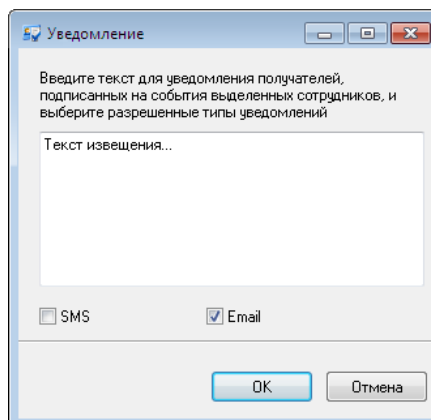 Уведомление
Введите текст для уведомления получателей,
подписанных на события выделенных сотрудников, и
выберите разрешенные типы уведомлений
Текст извещения...
SMS
Email
OK
Отмена